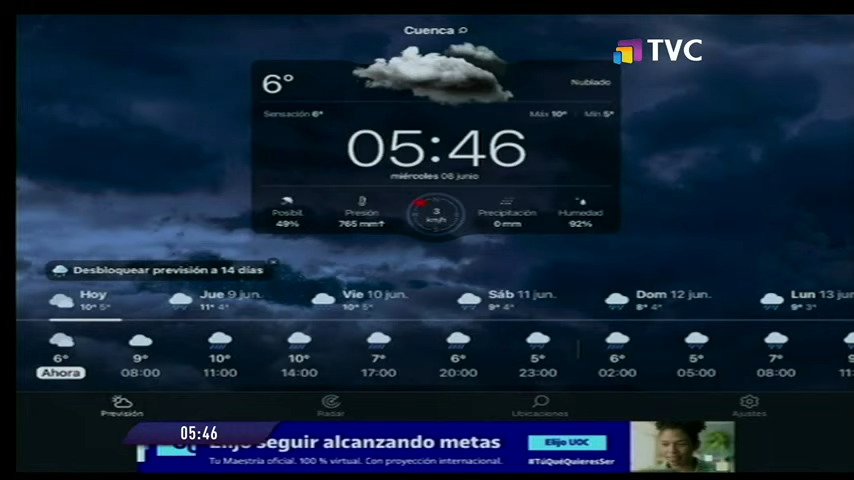 Cuenca
TVC
6°
Nublado
Sensación 6°
Máx 10° Mín 5°
05:46
miércoles 08 junio
Posibil. Presión 3 km/h Precipitación Humedad
49% 765 mm↑ 0 mm 92%
Desbloquear previsión a 14 días
Hoy Jue 9 jun. Vie 10 jun. Sáb 11 jun. Dom 12 jun. Lun 13 jun
10° 5° 11° 4° 10° 5° 9° 4° 8° 4° 9° 3°
6° 9° 10° 10° 7° 6° 5° 6° 5° 7°
Ahora 08:00 11:00 14:00 17:00 20:00 23:00 02:00 05:00 08:00 11:
Previsión Radar Ubicaciones Ajustes
05:46
seguir alcanzando metas
Elijo UOC
Tu Maestría oficial. 100 % virtual. Con proyección internacional.
#TúQuéQuieresSer